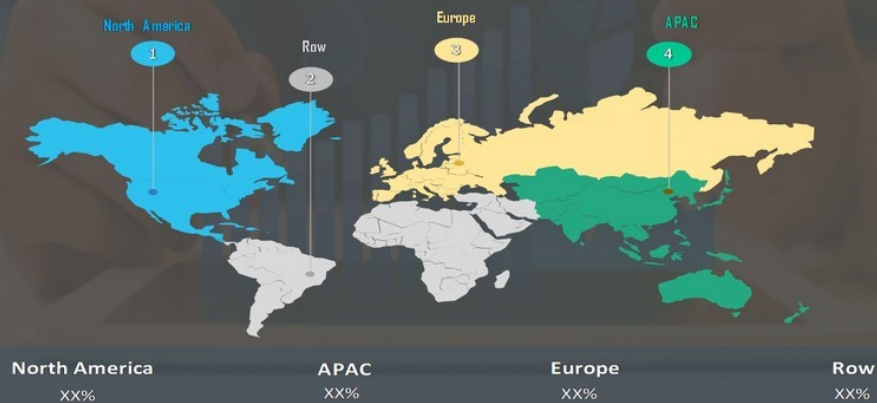 North America
1
Row
2
Europe
3
APAC
4
North America
XX%
APAC
XX%
Europe
XX%
Row
XX%